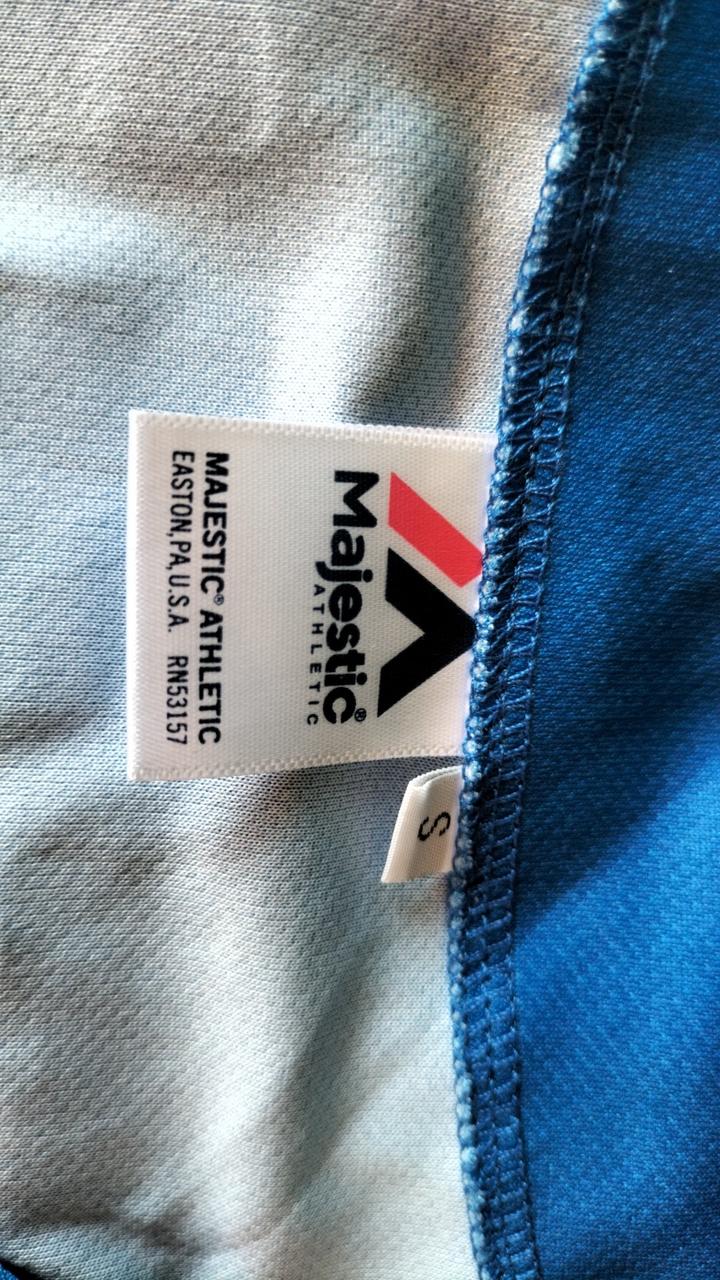 Majestic®
ATHLETIC
MAJESTIC® ATHLETIC
EASTON,PA,U.S.A. RN53157
S